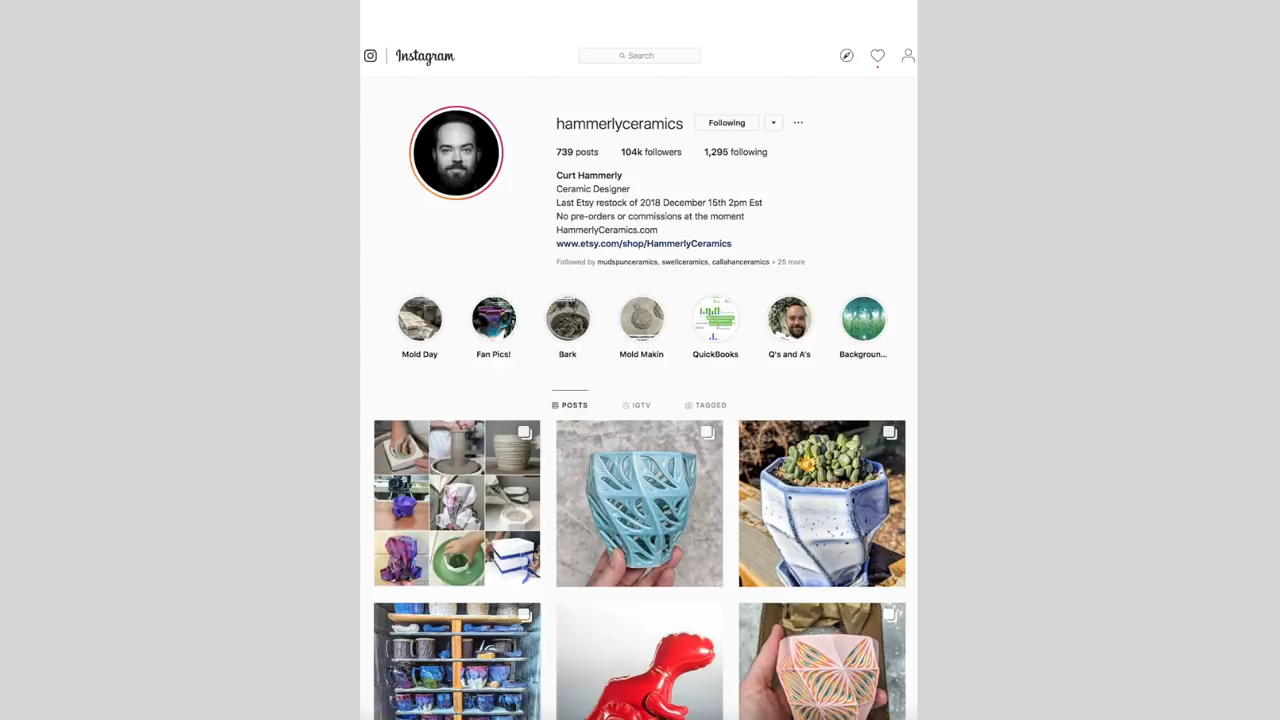 Instagram
Search
hammerlyceramics Following
739 posts 104k followers 1,295 following
Curt Hammerly
Ceramic Designer
Last Etsy restock of 2018 December 15th 2pm Est
No pre-orders or commissions at the moment
HammerlyCeramics.com
www.etsy.com/shop/HammerlyCeramics
Followed by mudspunceramics, swellceramics, callahanceramics + 25 more
Mold Day Fan Pics! Bark Mold Makin QuickBooks Q's and A's Backgroun...
POSTS IGTV TAGGED